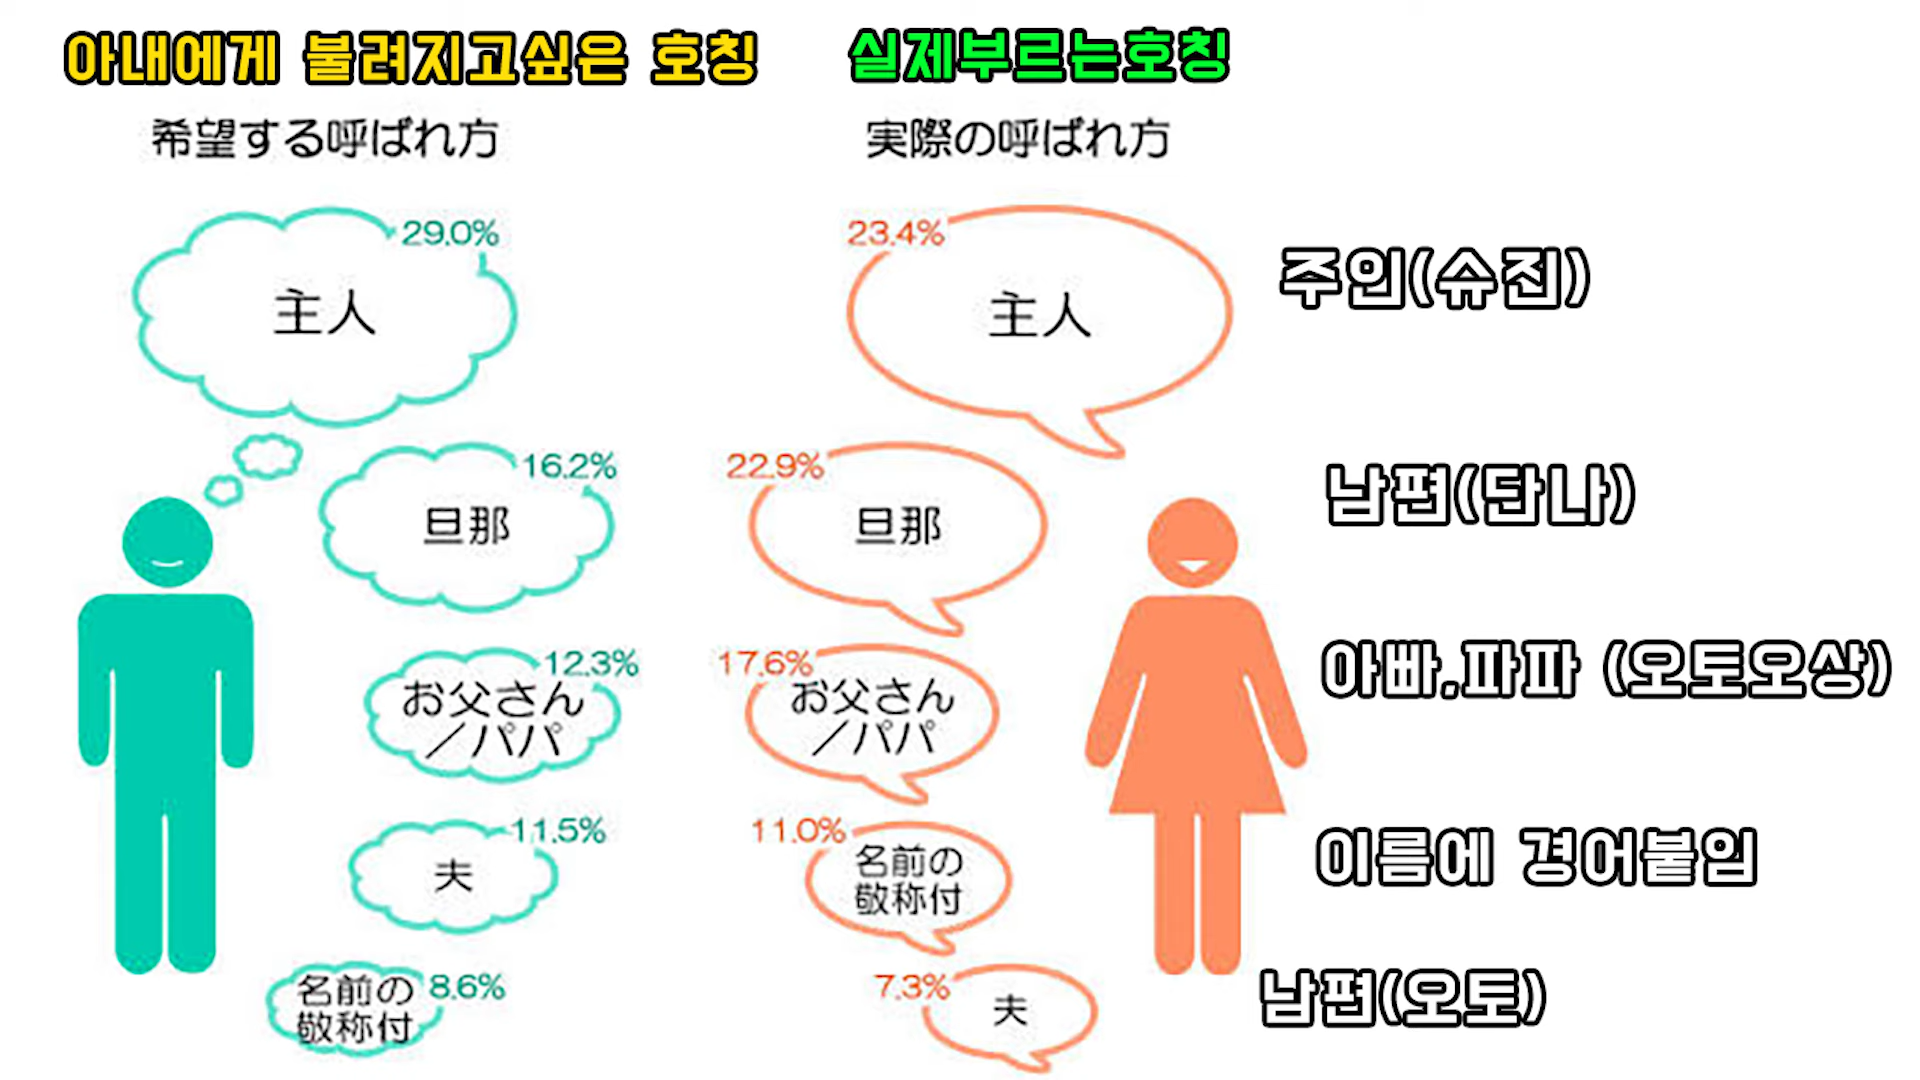 아내에게 불려지고싶은 호칭
실제부르는호칭
希望する呼ばれ方
実際の呼ばれ方
29.0%
主人
23.4%
主人
주인(슈진)
16.2%
旦那
22.9%
旦那
남편(단나)
12.3%
お父さん
／パパ
17.6%
お父さん
／パパ
아빠,파파 (오토오상)
11.5%
夫
11.0%
名前の
敬称付
이름에 경어붙임
8.6%
名前の
敬称付
7.3%
夫
남편(오토)